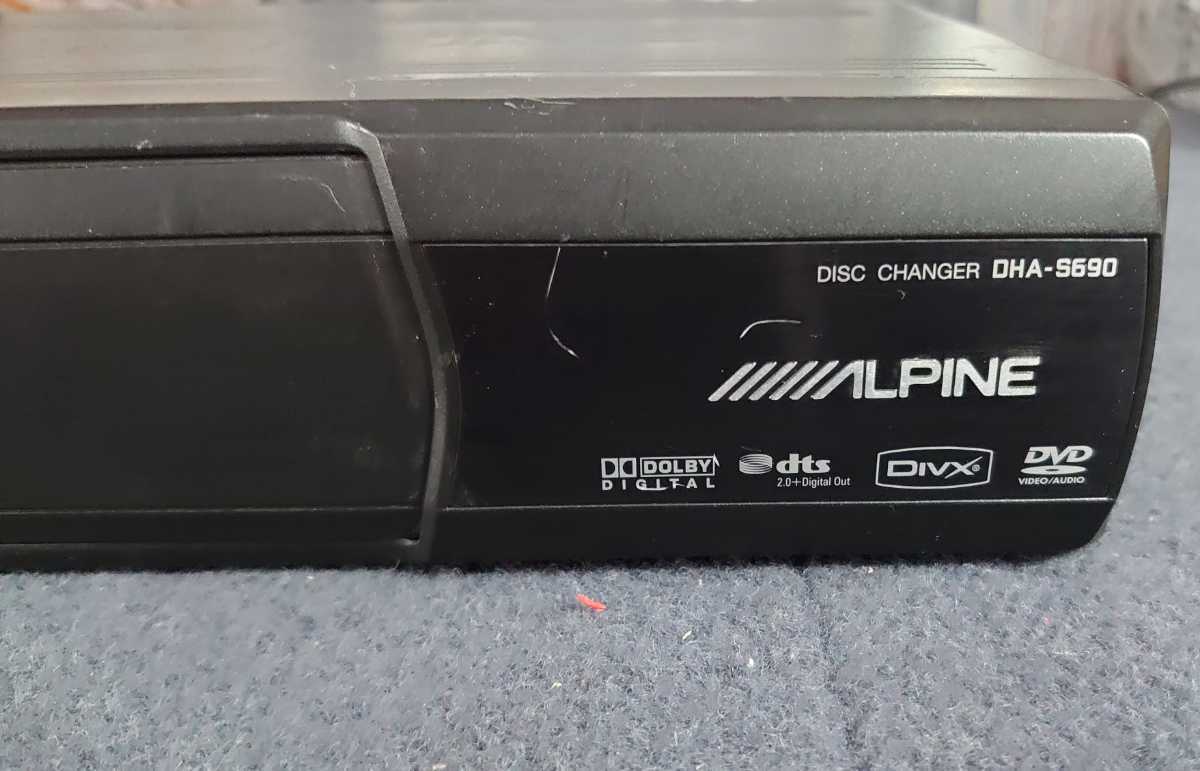 DISC CHANGER DHA-S690
ALPINE
DOLBY
DIGITAL
dts
2.0+Digital Out
DIVX®
DVD
VIDEO/AUDIO